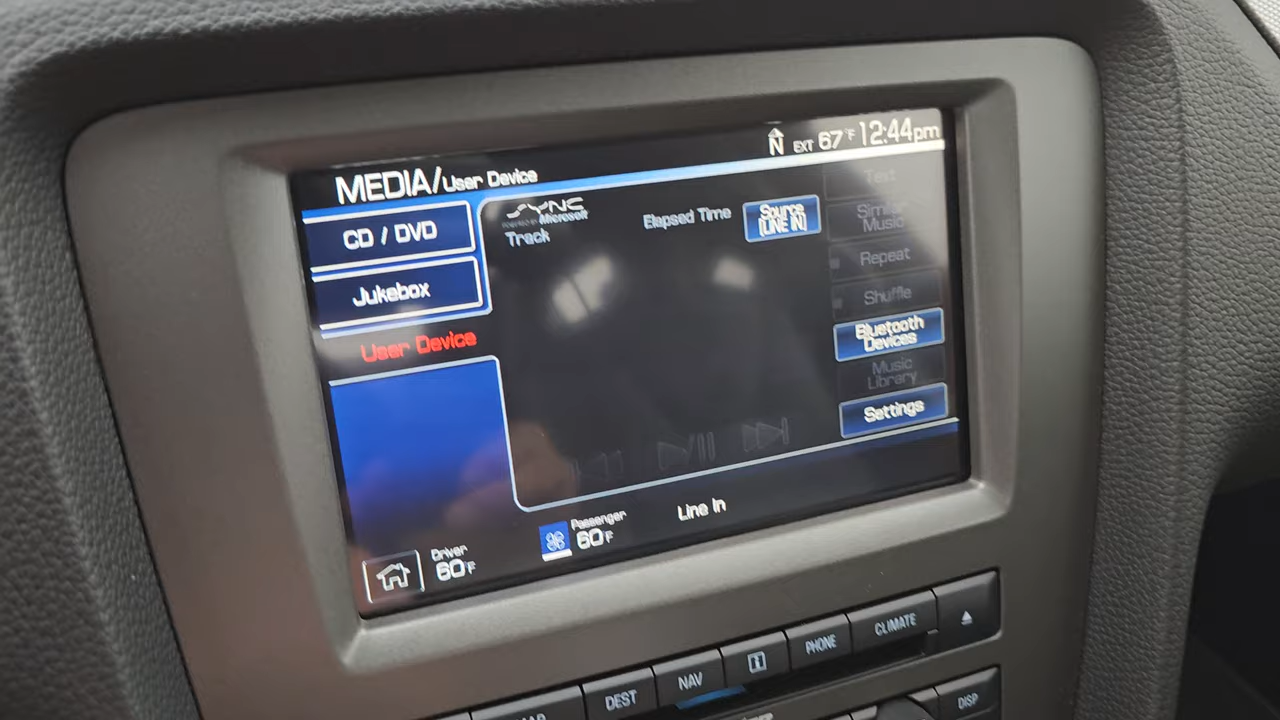 N EXT 67°F 12:44pm
MEDIA/User Device
CD / DVD
Jukebox
User Device
SYNC
Microsoft
Track
Elapsed Time
Source
[LINE IN]
Text
Similar
Music
Repeat
Shuffle
Bluetooth
Devices
Music
Library
Settings
Line In
Passenger
60°F
Driver
60°F
DEST
NAV
i
PHONE
CLIMATE
DISP